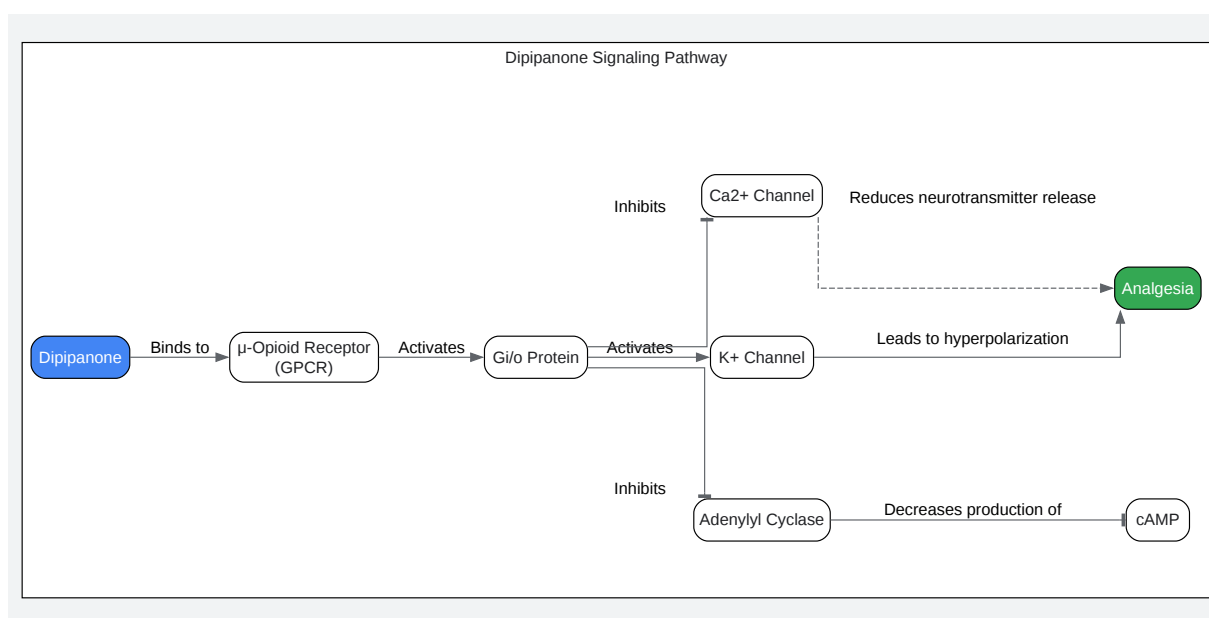 Dipipanone Signaling Pathway
Inhibits
Ca2+ Channel
Reduces neurotransmitter release
Analgesia
Dipipanone
Binds to
μ-Opioid Receptor
(GPCR)
Activates
Gi/o Protein
Activates
K+ Channel
Leads to hyperpolarization
Inhibits
Adenylyl Cyclase
Decreases production of
cAMP